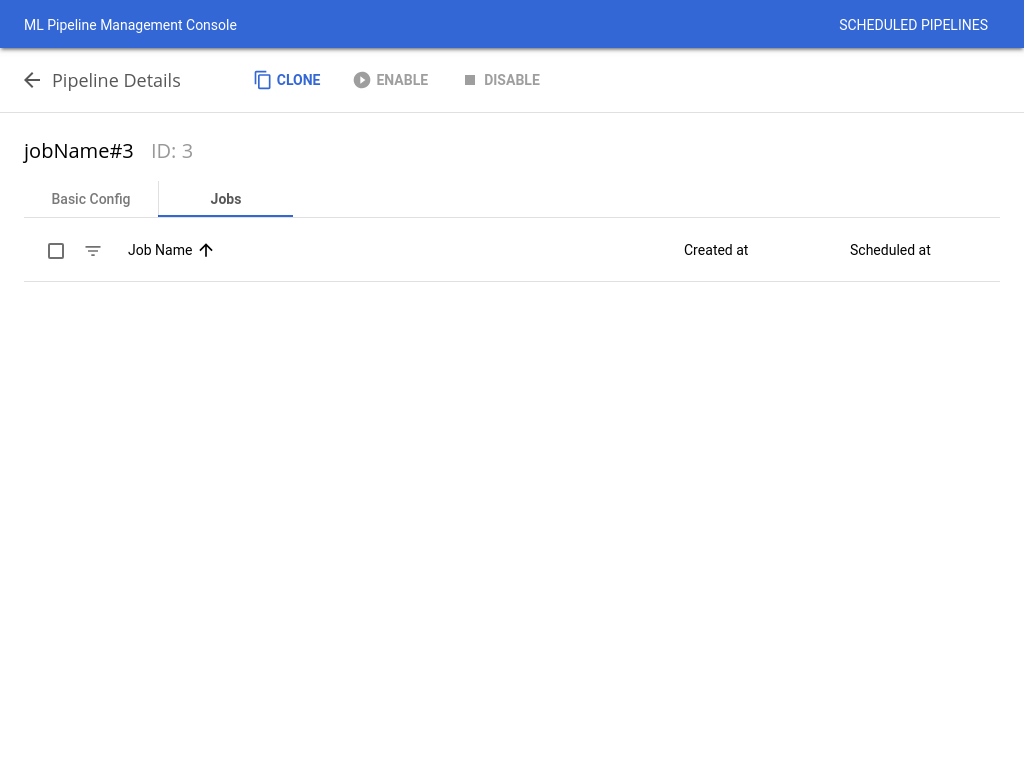 ML Pipeline Management Console
SCHEDULED PIPELINES
Pipeline Details
CLONE
ENABLE
DISABLE
jobName#3
ID: 3
Basic Config
Jobs
Job Name
Created at
Scheduled at